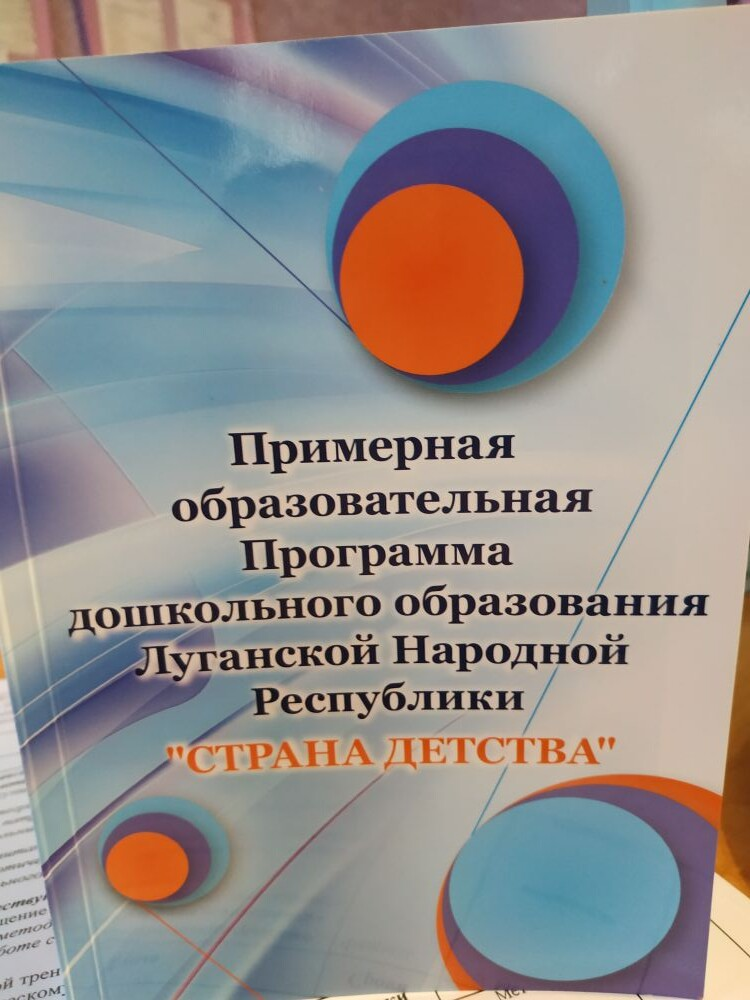 Примерная
образовательная
Программа
дошкольного образования
Луганской Народной
Республики
"СТРАНА ДЕТСТВА"